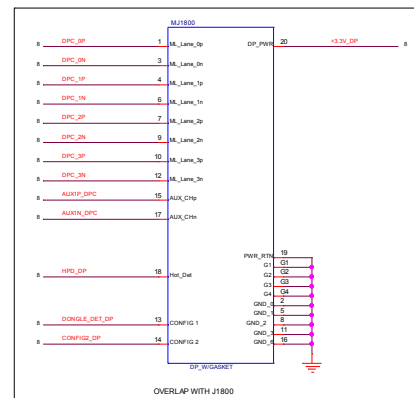 MJ1800
8 DPC_0P 1 ML_Lane_0p DP_PWR 20 +3.3V_DP 8
8 DPC_0N 3 ML_Lane_0n
8 DPC_1P 4 ML_Lane_1p
8 DPC_1N 6 ML_Lane_1n
8 DPC_2P 7 ML_Lane_2p
8 DPC_2N 9 ML_Lane_2n
8 DPC_3P 10 ML_Lane_3p
8 DPC_3N 12 ML_Lane_3n
8 AUX1P_DPC 15 AUX_CHp
8 AUX1N_DPC 17 AUX_CHn
PWR_RTN 19
G1 G1
8 HPD_DP 18 Hot_Det G2 G2
G3 G3
G4 G4
GND_0 2
GND_1 5
8 DONGLE_DET_DP 13 CONFIG 1 GND_2 8
GND_3 11
8 CONFIG2_DP 14 CONFIG 2 GND_6 16
DP_W/GASKET
OVERLAP WITH J1800